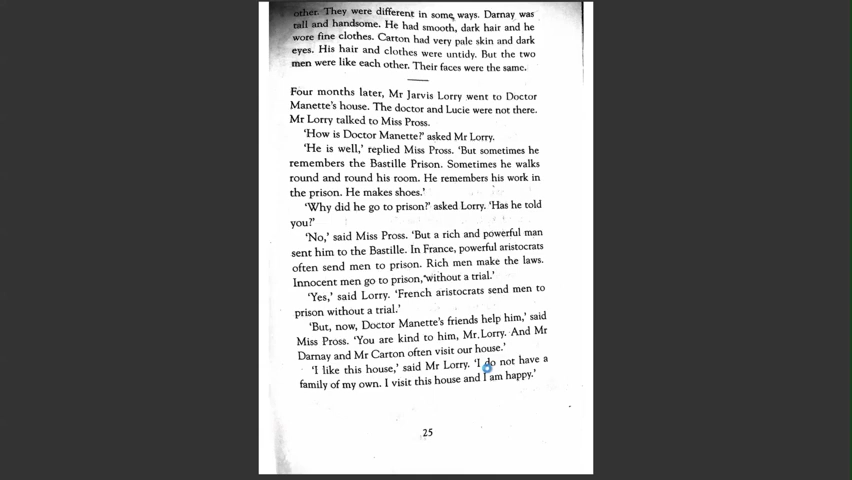 other. They were different in some ways. Darnay was
tall and handsome. He had smooth, dark hair and he
wore fine clothes. Carton had very pale skin and dark
eyes. His hair and clothes were untidy. But the two
men were like each other. Their faces were the same.
Four months later, Mr Jarvis Lorry went to Doctor
Manette's house. The doctor and Lucie were not there.
Mr Lorry talked to Miss Pross.
'How is Doctor Manette?' asked Mr Lorry.
'He is well,' replied Miss Pross. 'But sometimes he
remembers the Bastille Prison. Sometimes he walks
round and round his room. He remembers his work in
the prison. He makes shoes.'
'Why did he go to prison?' asked Lorry. 'Has he told
you?'
'No,' said Miss Pross. 'But a rich and powerful man
sent him to the Bastille. In France, powerful aristocrats
often send men to prison. Rich men make the laws.
Innocent men go to prison, without a trial.'
'Yes,' said Lorry. 'French aristocrats send men to
prison without a trial.'
'But, now, Doctor Manette's friends help him,' said
Miss Pross. 'You are kind to him, Mr Lorry. And Mr
Darnay and Mr Carton often visit our house.'
'I like this house,' said Mr Lorry. 'I do not have a
family of my own. I visit this house and I am happy.'
25